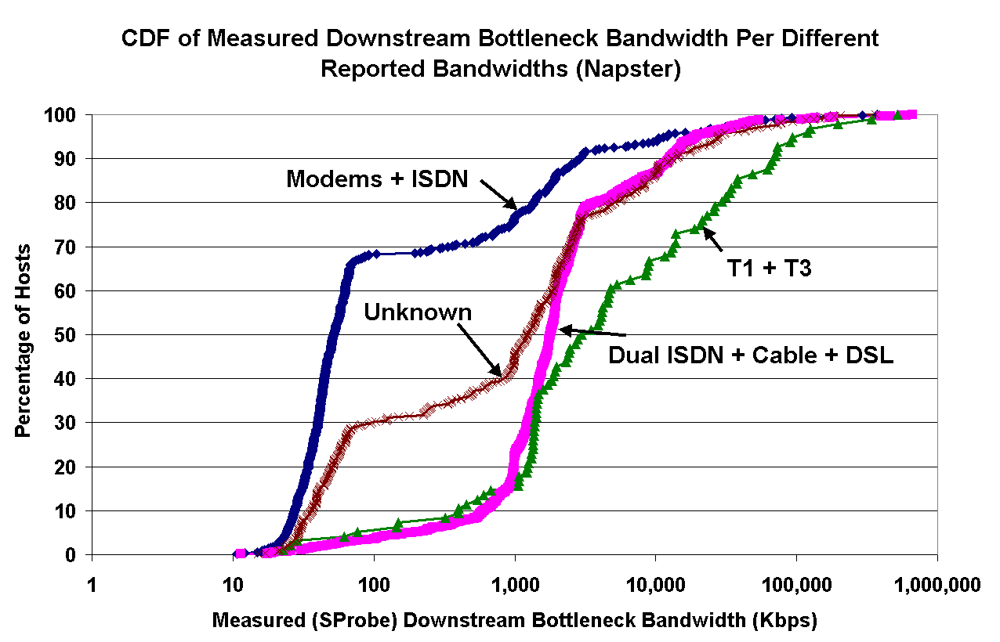 CDF of Measured Downstream Bottleneck Bandwidth Per Different
Reported Bandwidths (Napster)
100
90
80
70
60
50
40
30
20
10
0
Percentage of Hosts
Modems + ISDN
T1 + T3
Unknown
Dual ISDN + Cable + DSL
1
10
100
1,000
10,000
100,000
1,000,000
Measured (SProbe) Downstream Bottleneck Bandwidth (Kbps)